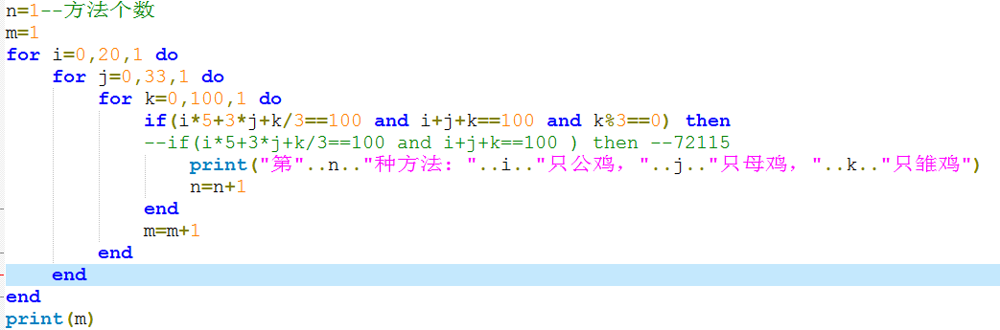 n=1--方法个数
m=1
for i=0,20,1 do
    for j=0,33,1 do
        for k=0,100,1 do
            if(i*5+3*j+k/3==100 and i+j+k==100 and k%3==0) then
            --if(i*5+3*j+k/3==100 and i+j+k==100 ) then --72115
                print("第"..n.."种方法: "..i.."只公鸡, "..j.."只母鸡, "..k.."只雏鸡")
                n=n+1
            end
            m=m+1
        end
    end
end
print(m)